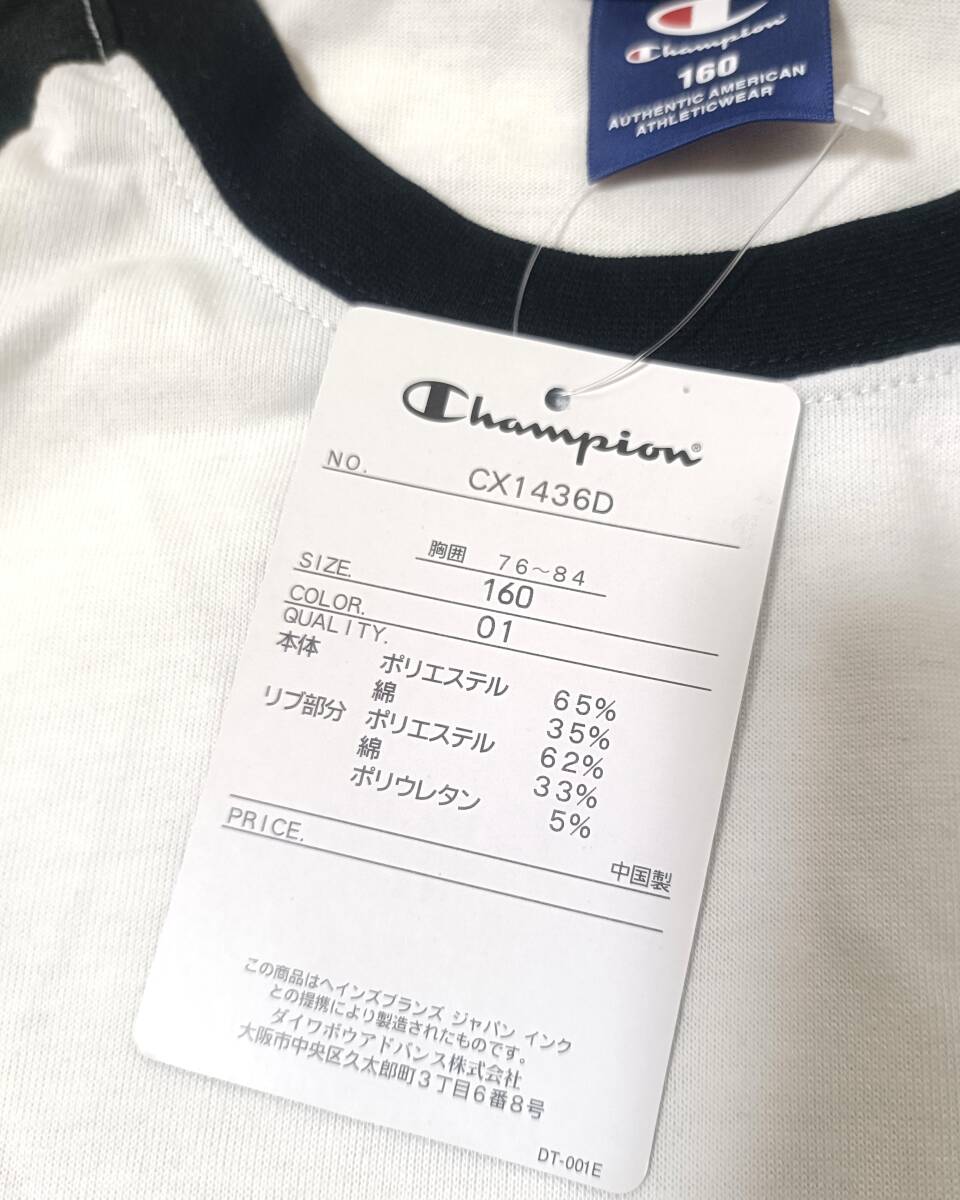 Champion
160
AUTHENTIC AMERICAN
ATHLETICWEAR
Champion®
NO. CX1436D
胸囲 76～84
SIZE. 160
COLOR. 01
QUALITY.
本体 ポリエステル 65%
綿 35%
リブ部分 ポリエステル 62%
綿 33%
ポリウレタン 5%
中国製
PRICE.
この商品はヘインズブランズ ジャパン インク
との提携により製造されたものです。
ダイワボウアドバンス株式会社
大阪市中央区久太郎町3丁目6番8号
DT-001E